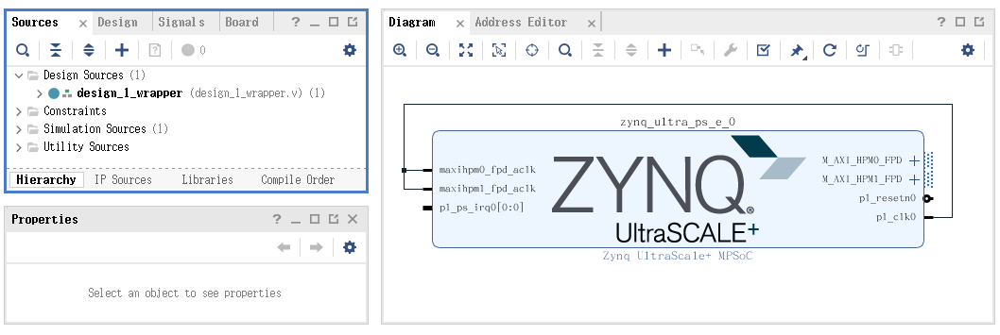 Sources
Design
Signals
Board
0
Design Sources (1)
design_1_wrapper (design_1_wrapper.v) (1)
Constraints
Simulation Sources (1)
Utility Sources
Hierarchy
IP Sources
Libraries
Compile Order
Properties
Select an object to see properties
Diagram
Address Editor
zynq_ultra_ps_e_0
maxihpm0_fpd_aclk
maxihpm1_fpd_aclk
pl_ps_irq0[0:0]
ZYNQ®
UltraSCALE+
M_AXI_HPM0_FPD
M_AXI_HPM1_FPD
pl_resetn0
pl_clk0
Zynq UltraScale+ MPSoC